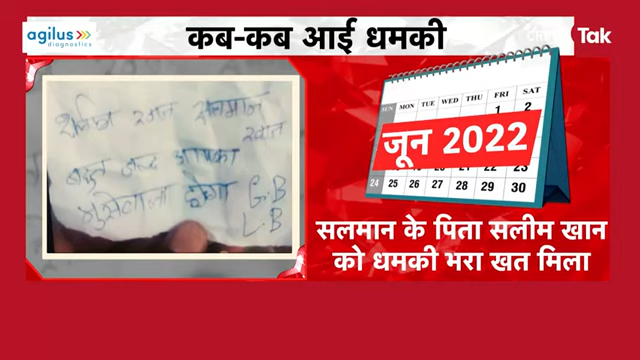 agilus
diagnostics
कब-कब आई धमकी
Tak
सलमान
खान
बहुत जल्द आपका
मुसेवाला होगा G.B
L.B
SUN MON TUE WED THU FRI SAT
1 2
जून 2022
24 25 26 27 28 29 30
सलमान के पिता सलीम खान
को धमकी भरा खत मिला